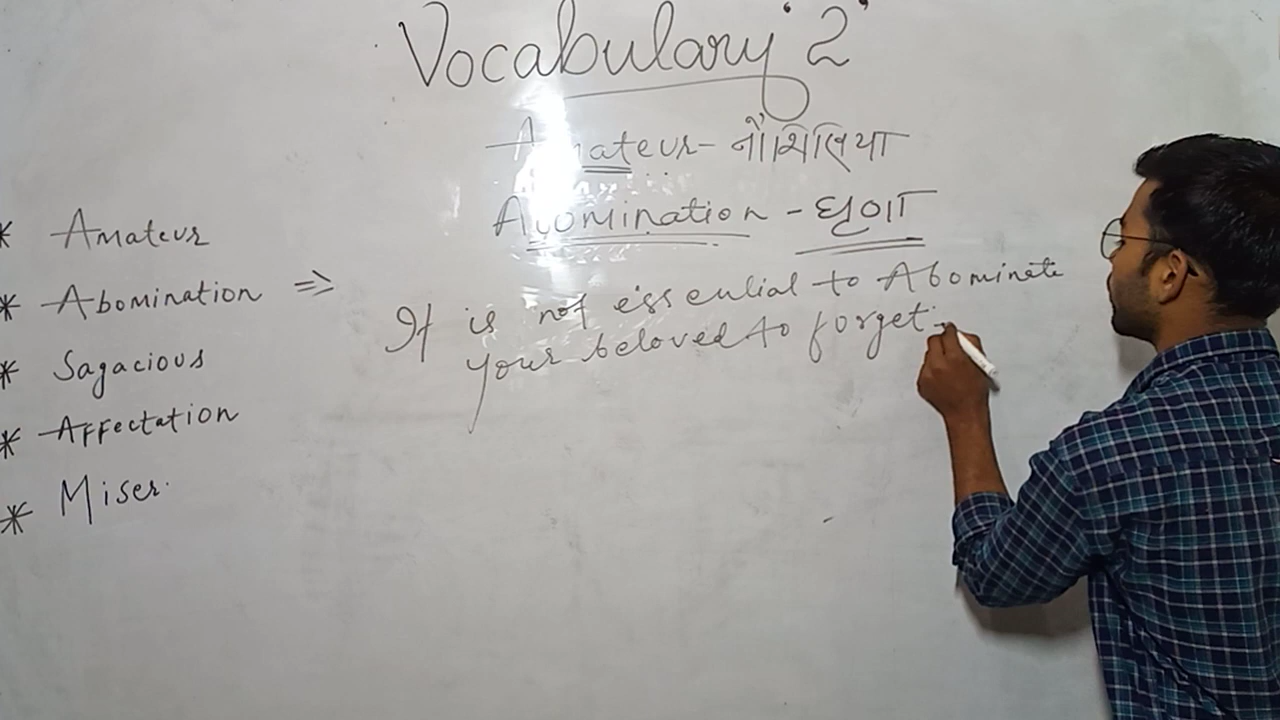 Vocabulary '2'
Amateur - नौसिखिया
Abomination - घृणा
* Amateur
* Abomination ⇒
* Sagacious
* Affectation
* Miser.
It is not essential to Abominate
your beloved to forget